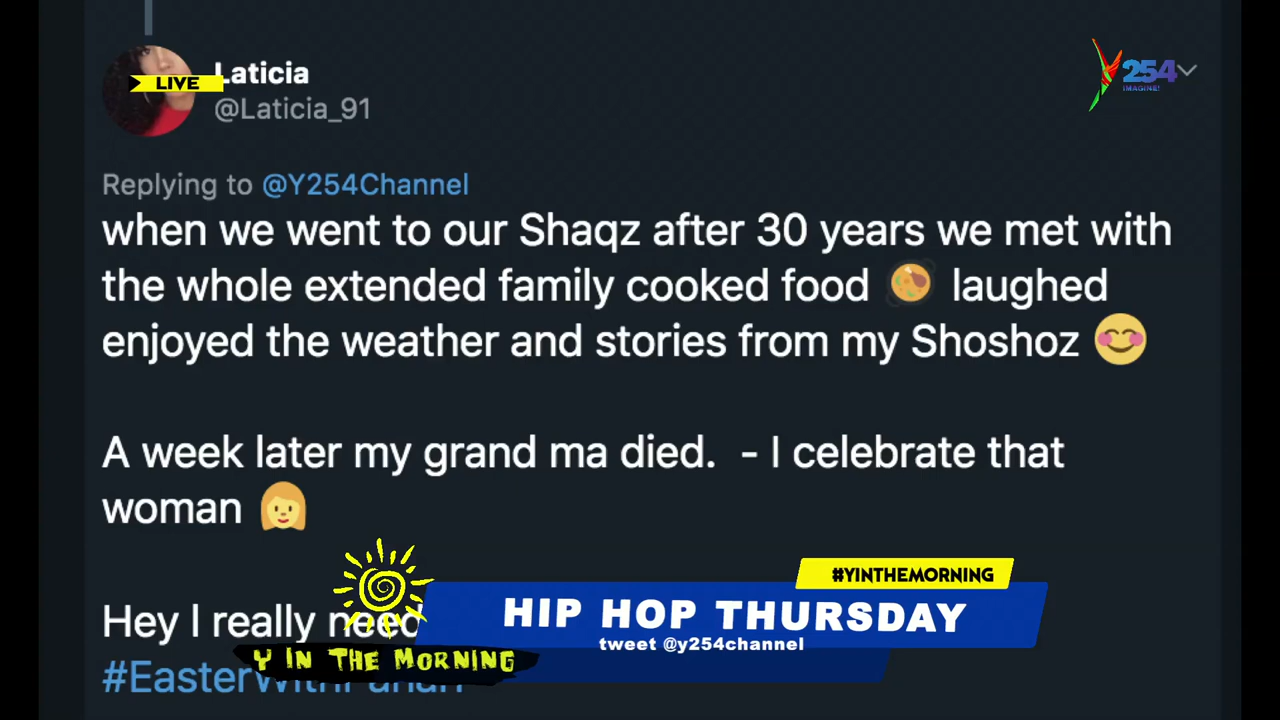 Laticia
LIVE
254
IMAGINE!
@Laticia_91
Replying to @Y254Channel
when we went to our Shaqz after 30 years we met with
the whole extended family cooked food laughed
enjoyed the weather and stories from my Shoshoz
A week later my grand ma died. - I celebrate that
woman
#YINTHEMORNING
Hey I really need
HIP HOP THURSDAY
tweet @y254channel
Y IN THE MORNING